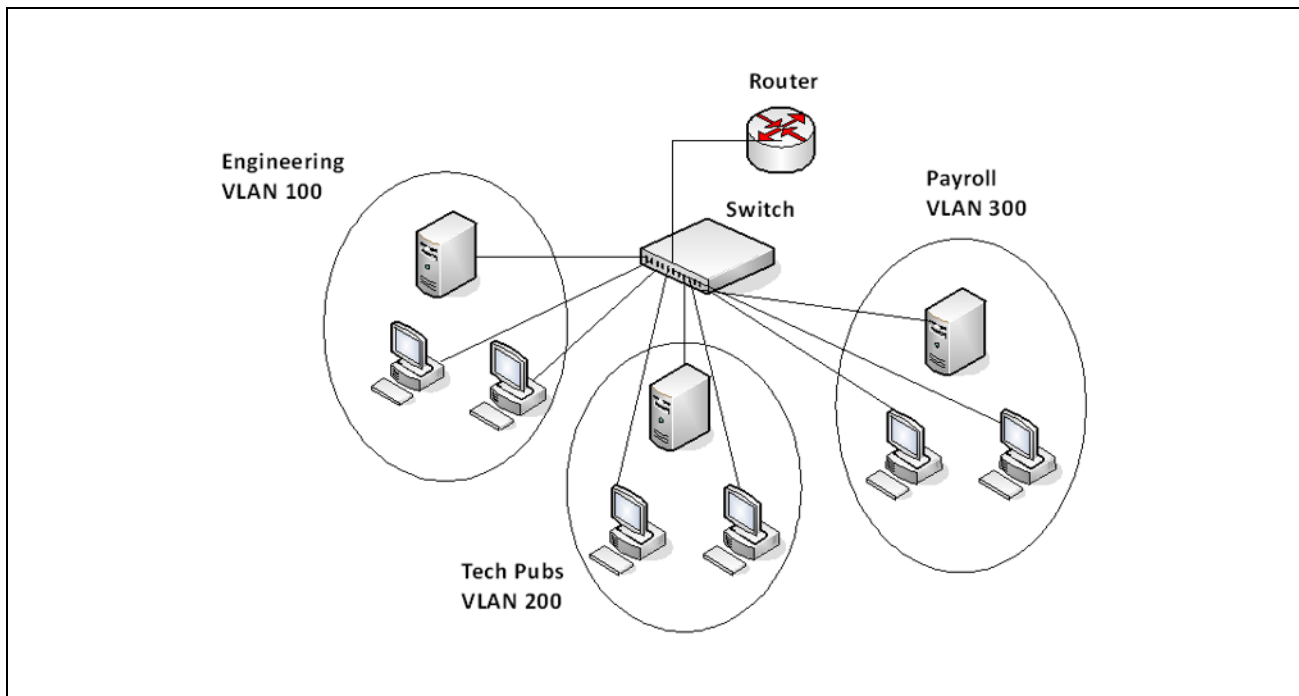 Router
Engineering
VLAN 100
Payroll
VLAN 300
Switch
Tech Pubs
VLAN 200